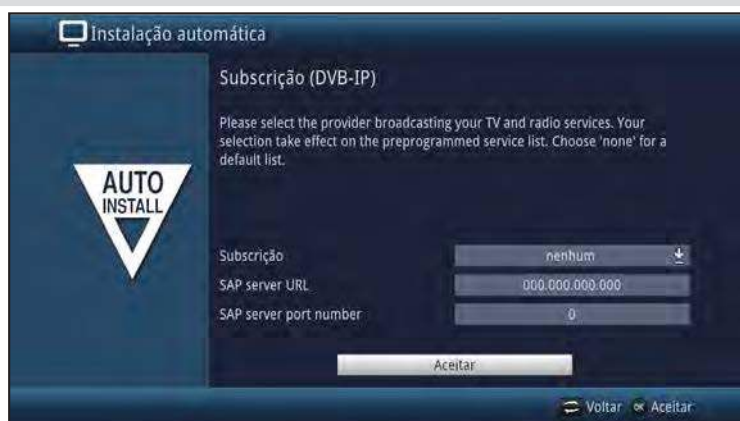 Instalação automática
Subscrição (DVB-IP)
Please select the provider broadcasting your TV and radio services. Your
selection take effect on the preprogrammed service list. Choose 'none' for a
default list.
AUTO
INSTALL
Subscrição nenhum
SAP server URL 000.000.000.000
SAP server port number 0
Aceitar
Voltar OK Aceitar